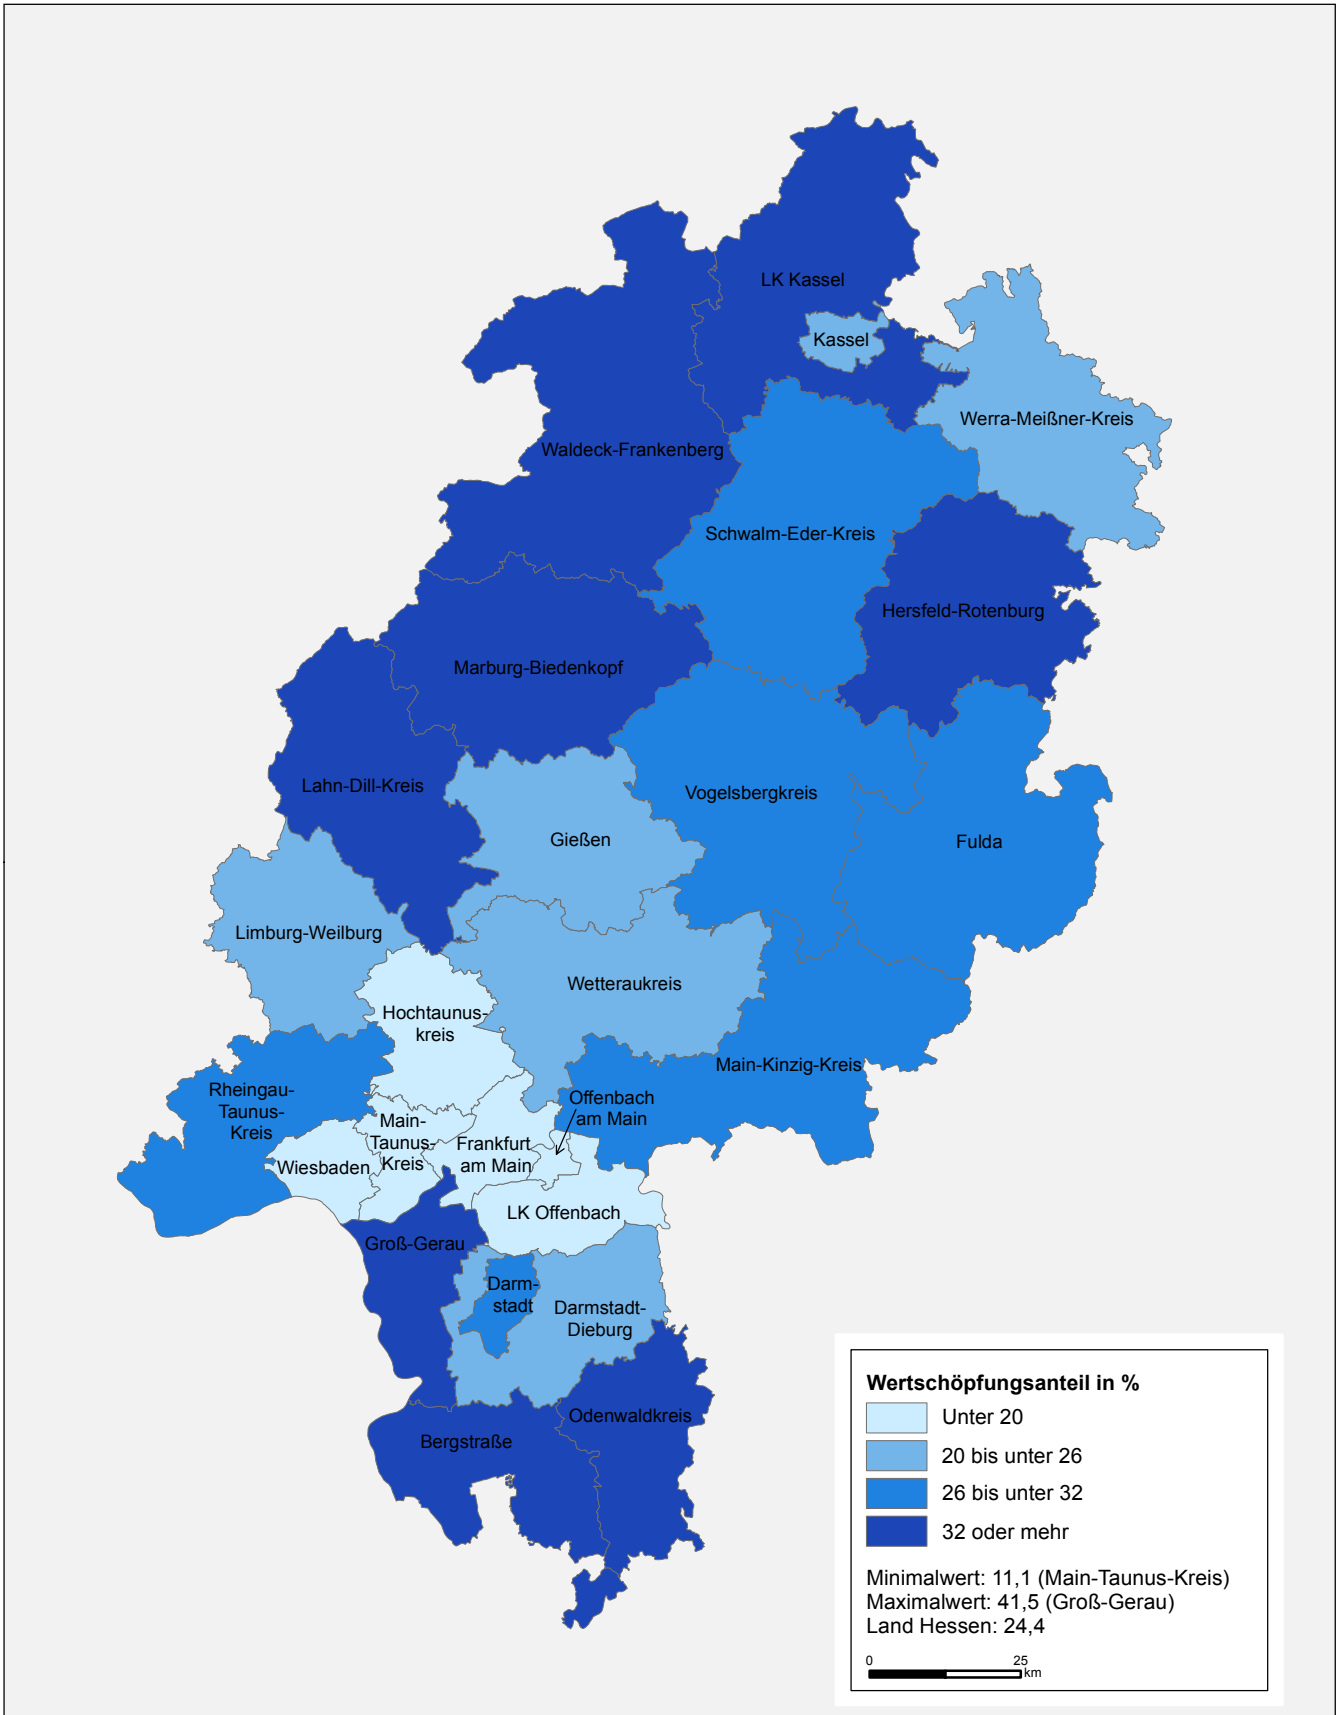 LK Kassel
Kassel
Werra-Meißner-Kreis
Waldeck-Frankenberg
Schwalm-Eder-Kreis
Hersfeld-Rotenburg
Marburg-Biedenkopf
Lahn-Dill-Kreis
Vogelsbergkreis
Gießen
Fulda
Limburg-Weilburg
Wetteraukreis
Hochtaunus-
kreis
Main-Kinzig-Kreis
Rheingau-
Taunus-
Kreis
Offenbach
am Main
Main-
Taunus-
Kreis
Frankfurt
am Main
Wiesbaden
LK Offenbach
Groß-Gerau
Darm-
stadt
Darmstadt-
Dieburg
Odenwaldkreis
Bergstraße
Wertschöpfungsanteil in %
Unter 20
20 bis unter 26
26 bis unter 32
32 oder mehr
Minimalwert: 11,1 (Main-Taunus-Kreis)
Maximalwert: 41,5 (Groß-Gerau)
Land Hessen: 24,4
0 25
km